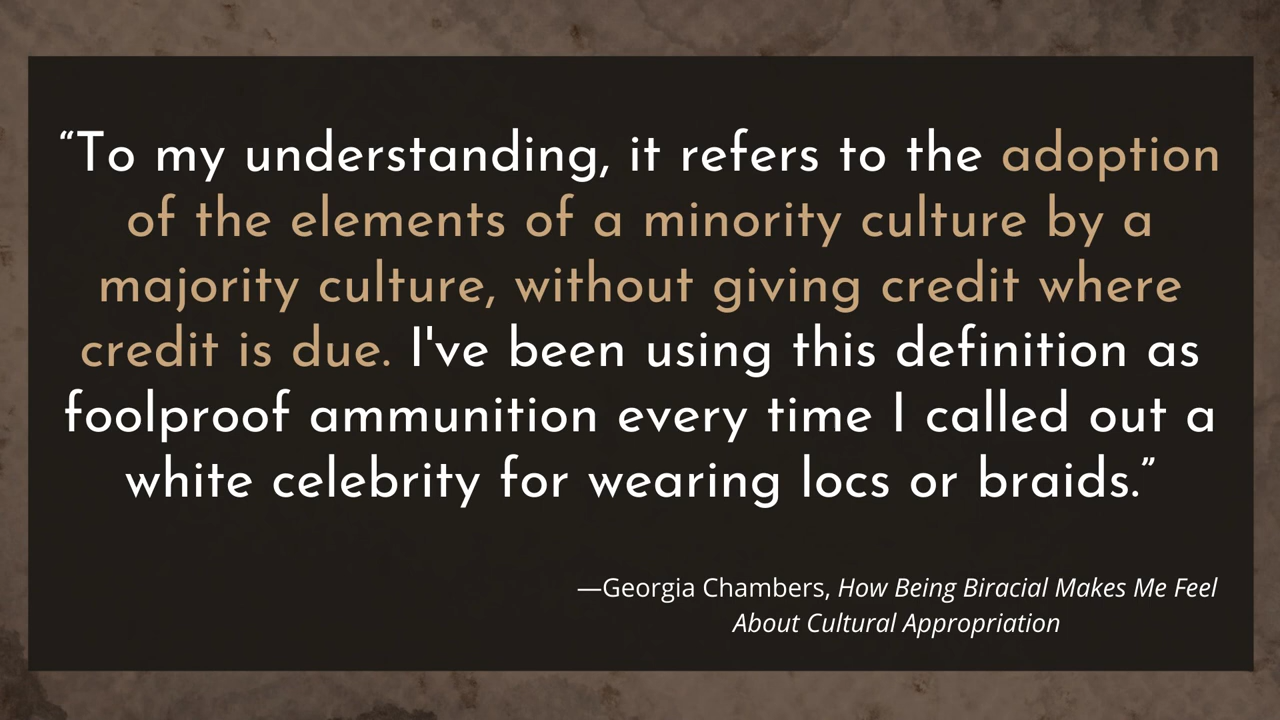 “To my understanding, it refers to the adoption
of the elements of a minority culture by a
majority culture, without giving credit where
credit is due. I've been using this definition as
foolproof ammunition every time I called out a
white celebrity for wearing locs or braids.”
—Georgia Chambers, How Being Biracial Makes Me Feel
About Cultural Appropriation